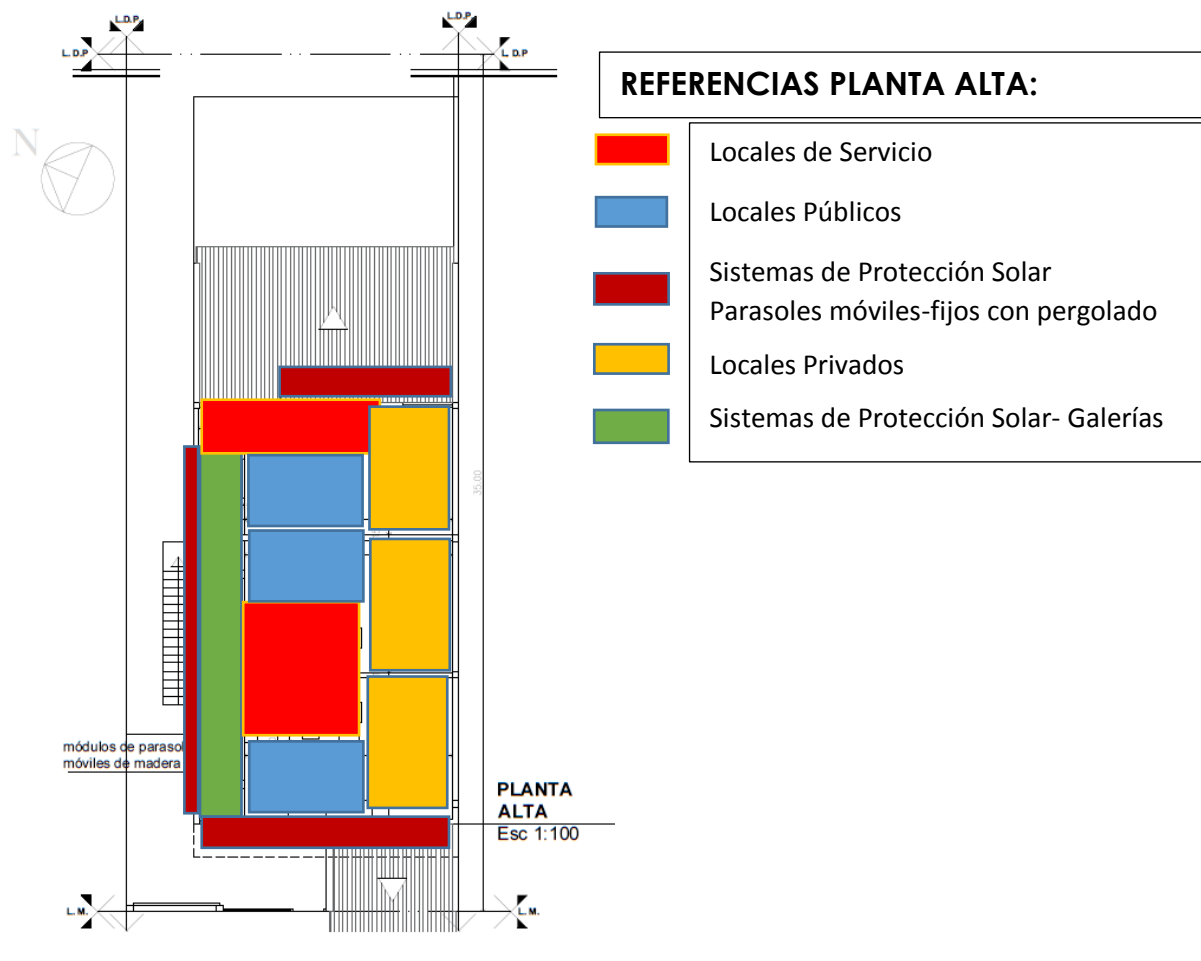 L.D.P.
L.D.P.
L. D.P
L. D.P
N
REFERENCIAS PLANTA ALTA:
Locales de Servicio
Locales Públicos
Sistemas de Protección Solar
Parasoles móviles-fijos con pergolado
Locales Privados
Sistemas de Protección Solar- Galerías
35.00
módulos de paraso
móviles de madera
PLANTA
ALTA
Esc 1:100
L. M.
L. M.